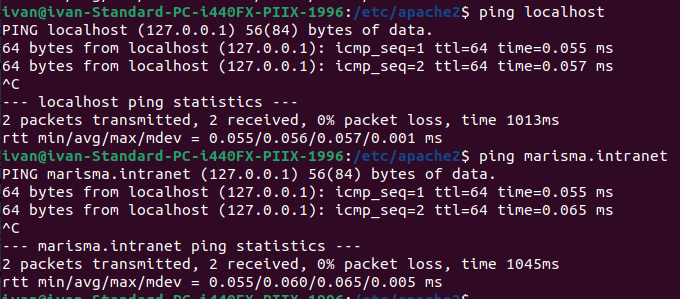 ivan@ivan-Standard-PC-i440FX-PIIX-1996:/etc/apache2$ ping localhost
PING localhost (127.0.0.1) 56(84) bytes of data.
64 bytes from localhost (127.0.0.1): icmp_seq=1 ttl=64 time=0.055 ms
64 bytes from localhost (127.0.0.1): icmp_seq=2 ttl=64 time=0.057 ms
^C
--- localhost ping statistics ---
2 packets transmitted, 2 received, 0% packet loss, time 1013ms
rtt min/avg/max/mdev = 0.055/0.056/0.057/0.001 ms
ivan@ivan-Standard-PC-i440FX-PIIX-1996:/etc/apache2$ ping marisma.intranet
PING marisma.intranet (127.0.0.1) 56(84) bytes of data.
64 bytes from localhost (127.0.0.1): icmp_seq=1 ttl=64 time=0.055 ms
64 bytes from localhost (127.0.0.1): icmp_seq=2 ttl=64 time=0.065 ms
^C
--- marisma.intranet ping statistics ---
2 packets transmitted, 2 received, 0% packet loss, time 1045ms
rtt min/avg/max/mdev = 0.055/0.060/0.065/0.005 ms
ivan@ivan-Standard-PC-i440FX-PIIX-1996:/etc/apache2$